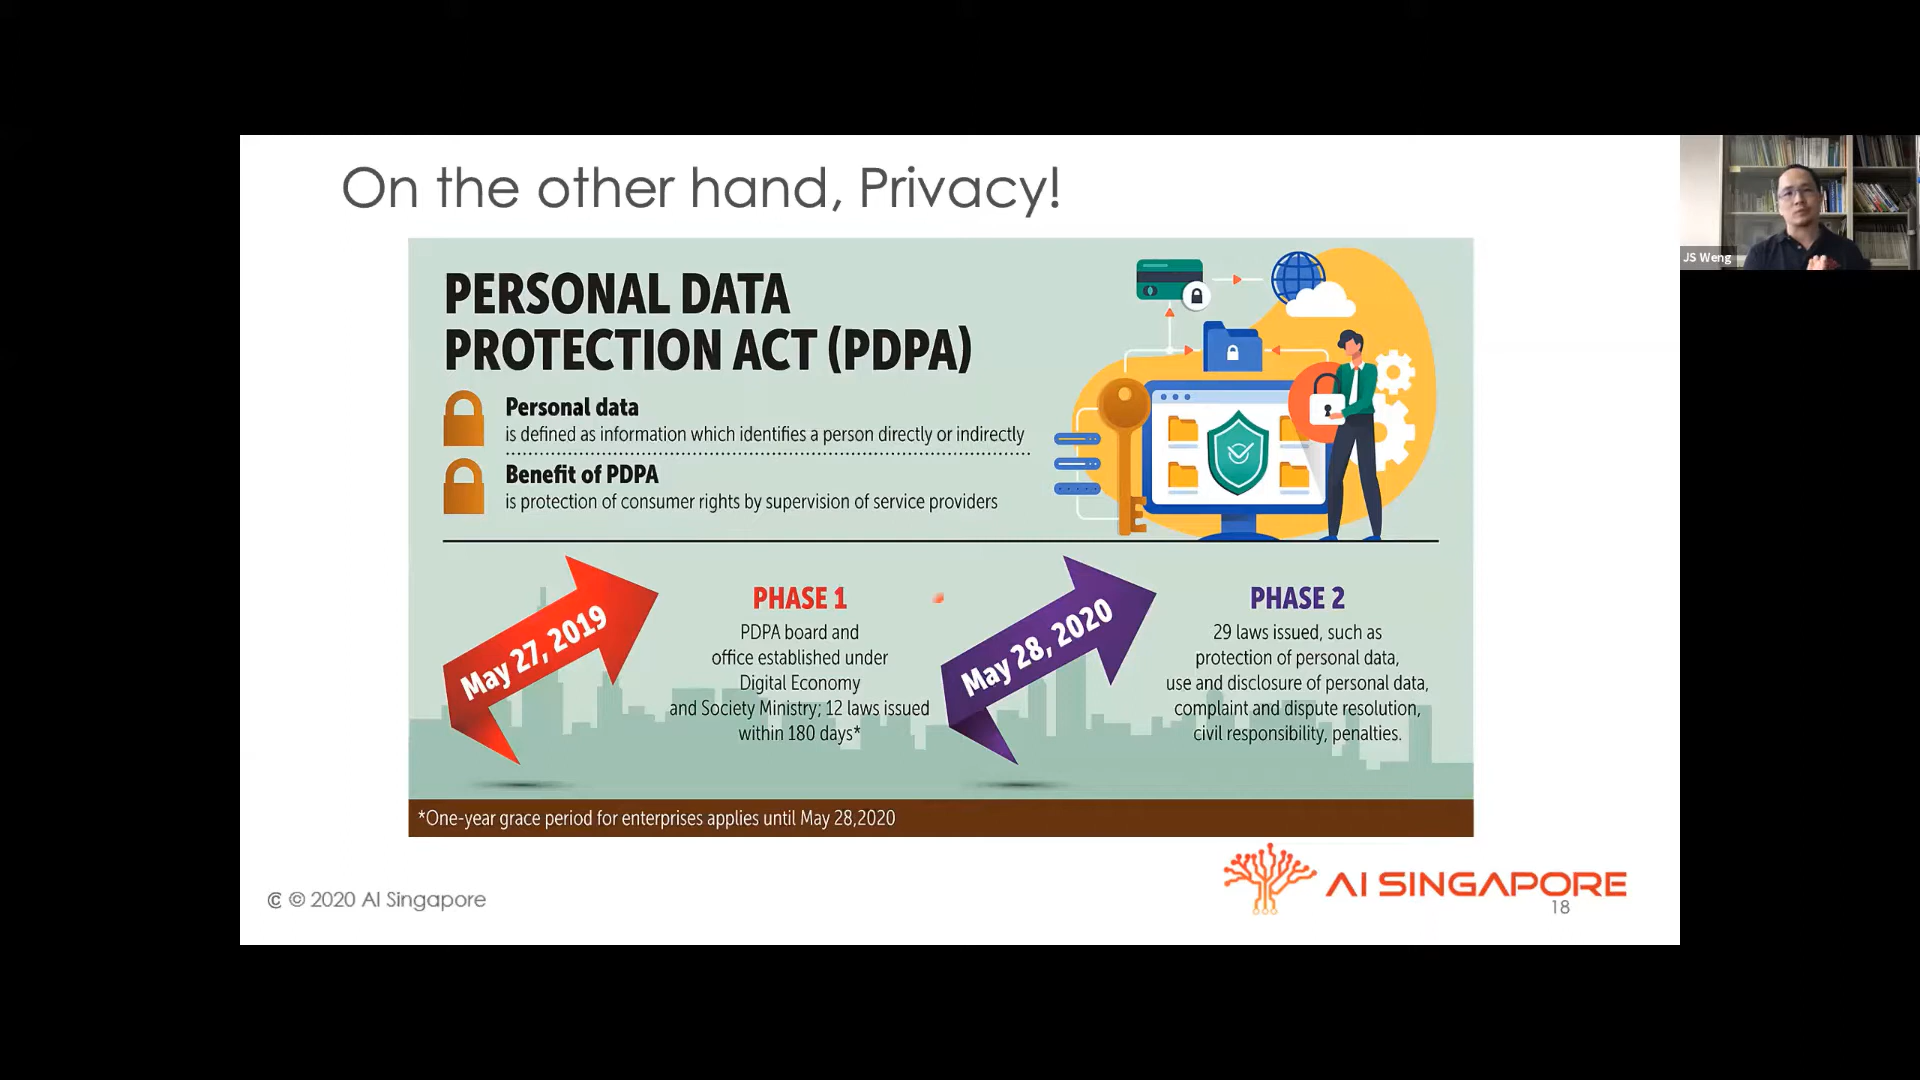 On the other hand, Privacy!
JS Weng
PERSONAL DATA
PROTECTION ACT (PDPA)
Personal data
is defined as information which identifies a person directly or indirectly
Benefit of PDPA
is protection of consumer rights by supervision of service providers
May 27, 2019
PHASE 1
PDPA board and
office established under
Digital Economy
and Society Ministry; 12 laws issued
within 180 days*
May 28, 2020
PHASE 2
29 laws issued, such as
protection of personal data,
use and disclosure of personal data,
complaint and dispute resolution,
civil responsibility, penalties.
*One-year grace period for enterprises applies until May 28,2020
© © 2020 AI Singapore
AI SINGAPORE
18